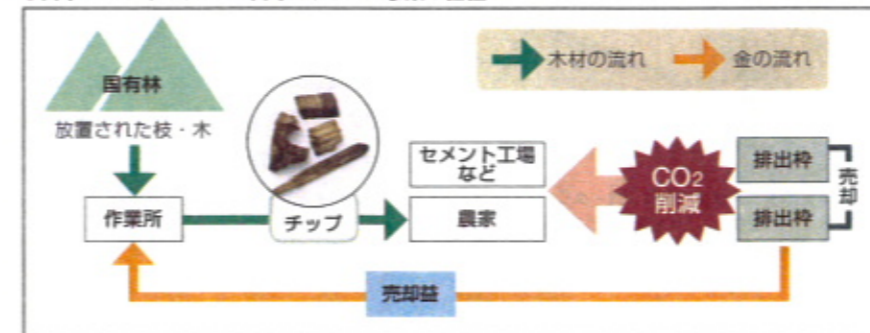 国有林
放置された枝・木
作業所
チップ
セメント工場
など
農家
CO2
削減
排出枠
排出枠
売却
売却益
木材の流れ
金の流れ